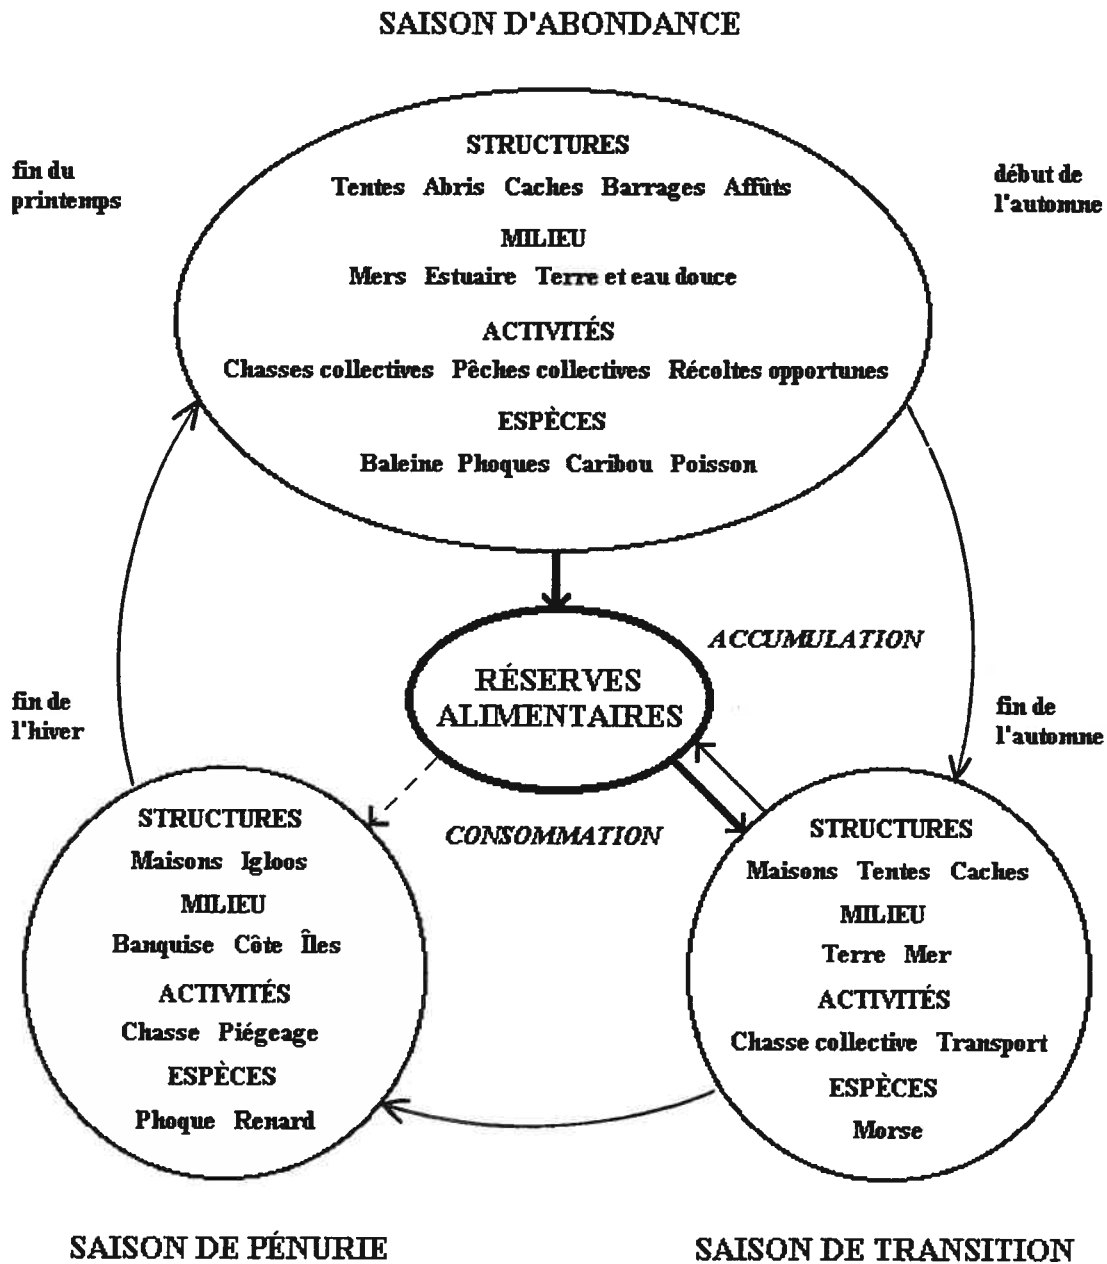 SAISON D'ABONDANCE
fin du
printemps
début de
l'automne
STRUCTURES
Tentes Abris Caches Barrages Affûts
MILIEU
Mers Estuaire Terre et eau douce
ACTIVITÉS
Chasses collectives Pêches collectives Récoltes opportunes
ESPÈCES
Baleine Phoques Caribou Poisson
ACCUMULATION
RÉSERVES
ALIMENTAIRES
fin de
l'hiver
fin de
l'automne
CONSOMMATION
STRUCTURES
Maisons Igloos
MILIEU
Banquise Côte Îles
ACTIVITÉS
Chasse Piégeage
ESPÈCES
Phoque Renard
STRUCTURES
Maisons Tentes Caches
MILIEU
Terre Mer
ACTIVITÉS
Chasse collective Transport
ESPÈCES
Morse
SAISON DE PÉNURIE
SAISON DE TRANSITION